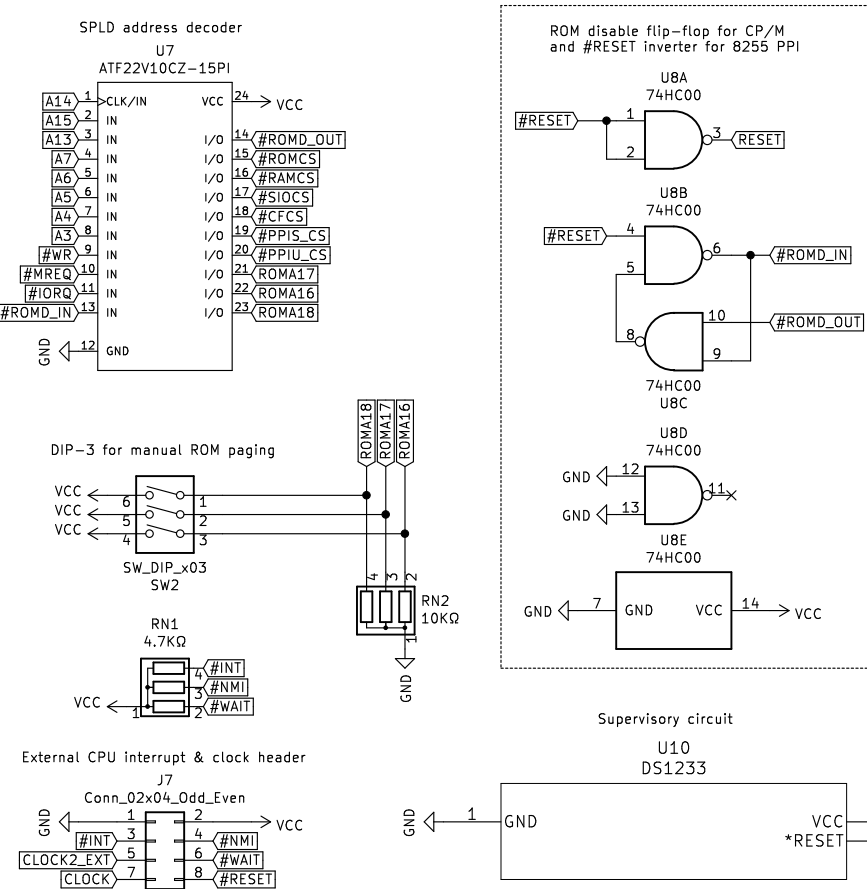 SPLD address decoder
U7
ATF22V10CZ-15PI
A14 1 CLK/IN VCC 24 VCC
A15 2 IN
A13 3 IN I/O 14 #ROMD_OUT
A7 4 IN I/O 15 #ROMCS
A6 5 IN I/O 16 #RAMCS
A5 6 IN I/O 17 #SIOCS
A4 7 IN I/O 18 #CFCS
A3 8 IN I/O 19 #PPIS_CS
#WR 9 IN I/O 20 #PPIU_CS
#MREQ 10 IN I/O 21 ROMA17
#IORQ 11 IN I/O 22 ROMA16
#ROMD_IN 13 IN I/O 23 ROMA18
GND 12 GND
ROM disable flip-flop for CP/M
and #RESET inverter for 8255 PPI
U8A
74HC00
#RESET 1 3 RESET
2
U8B
74HC00
#RESET 4 6 #ROMD_IN
5
8 10 #ROMD_OUT
9
74HC00
U8C
U8D
74HC00
GND 12 11
GND 13
U8E
74HC00
GND 7 GND VCC 14 VCC
DIP-3 for manual ROM paging
ROMA18
ROMA17
ROMA16
VCC 6 1
VCC 5 2
VCC 4 3
SW_DIP_x03
SW2
4 3 2
RN2
10KΩ
1
GND
RN1
4.7KΩ
4 #INT
3 #NMI
VCC 1 2 #WAIT
External CPU interrupt & clock header
J7
Conn_02x04_Odd_Even
GND 1 2 VCC
#INT 3 4 #NMI
CLOCK2_EXT 5 6 #WAIT
CLOCK 7 8 #RESET
Supervisory circuit
U10
DS1233
GND 1 GND VCC
*RESET